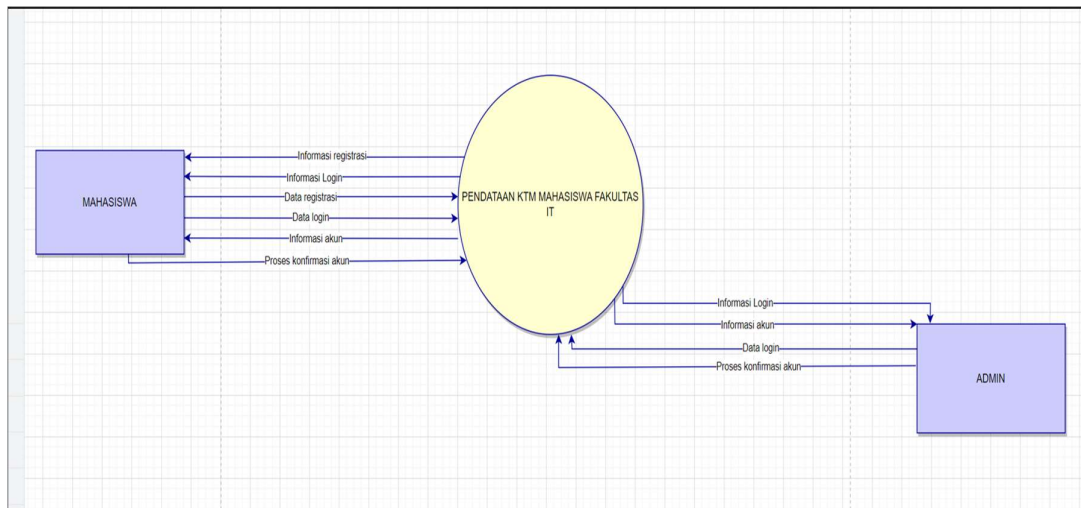 MAHASISWA
Informasi registrasi
Informasi Login
Data registrasi
Data login
Informasi akun
Proses konfirmasi akun
PENDATAAN KTM MAHASISWA FAKULTAS
IT
Informasi Login
Informasi akun
Data login
Proses konfirmasi akun
ADMIN